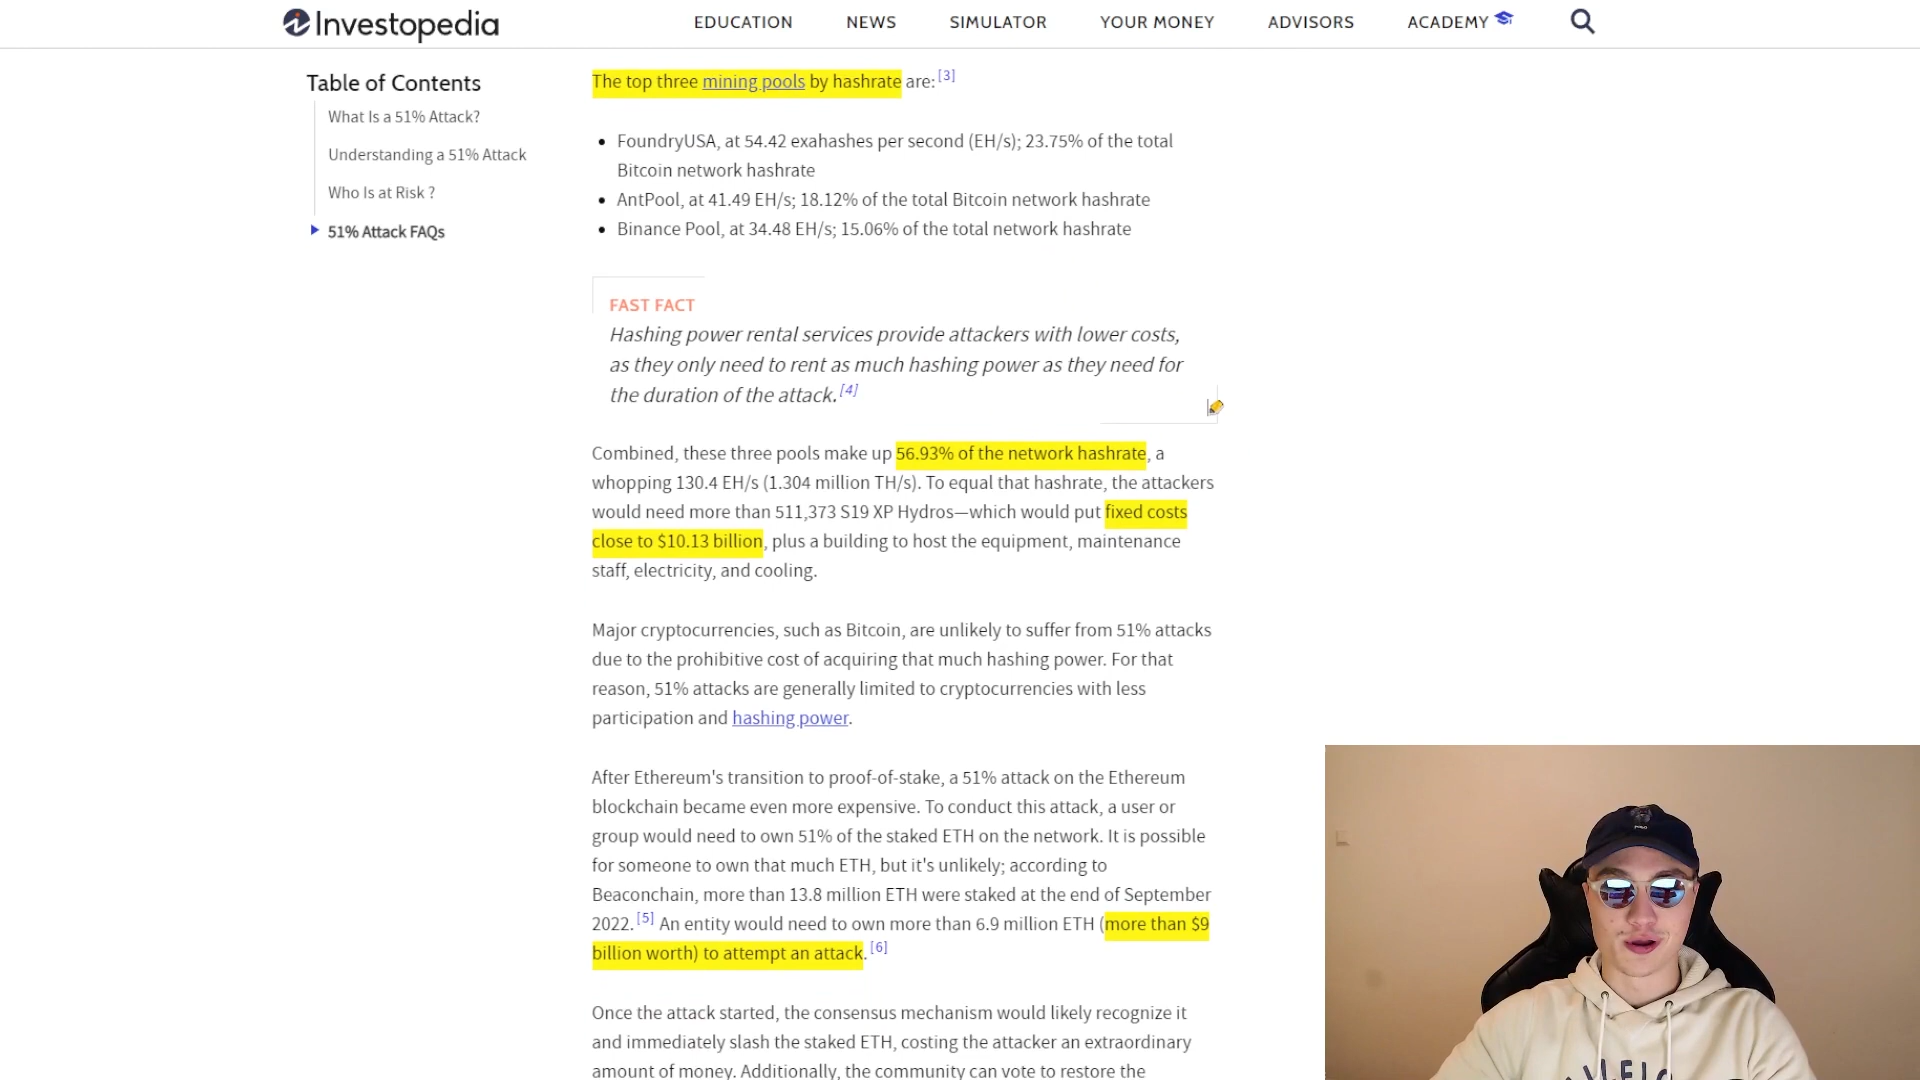 Investopedia
EDUCATION
NEWS
SIMULATOR
YOUR MONEY
ADVISORS
ACADEMY
Table of Contents
What Is a 51% Attack?
Understanding a 51% Attack
Who Is at Risk ?
51% Attack FAQs
The top three mining pools by hashrate are:[3]
FoundryUSA, at 54.42 exahashes per second (EH/s); 23.75% of the total
Bitcoin network hashrate
AntPool, at 41.49 EH/s; 18.12% of the total Bitcoin network hashrate
Binance Pool, at 34.48 EH/s; 15.06% of the total network hashrate
FAST FACT
Hashing power rental services provide attackers with lower costs,
as they only need to rent as much hashing power as they need for
the duration of the attack.[4]
Combined, these three pools make up 56.93% of the network hashrate, a
whopping 130.4 EH/s (1.304 million TH/s). To equal that hashrate, the attackers
would need more than 511,373 S19 XP Hydros—which would put fixed costs
close to $10.13 billion, plus a building to host the equipment, maintenance
staff, electricity, and cooling.
Major cryptocurrencies, such as Bitcoin, are unlikely to suffer from 51% attacks
due to the prohibitive cost of acquiring that much hashing power. For that
reason, 51% attacks are generally limited to cryptocurrencies with less
participation and hashing power.
After Ethereum's transition to proof-of-stake, a 51% attack on the Ethereum
blockchain became even more expensive. To conduct this attack, a user or
group would need to own 51% of the staked ETH on the network. It is possible
for someone to own that much ETH, but it's unlikely; according to
Beaconchain, more than 13.8 million ETH were staked at the end of September
2022.[5] An entity would need to own more than 6.9 million ETH (more than $9
billion worth) to attempt an attack.[6]
Once the attack started, the consensus mechanism would likely recognize it
and immediately slash the staked ETH, costing the attacker an extraordinary
amount of money. Additionally, the community can vote to restore the